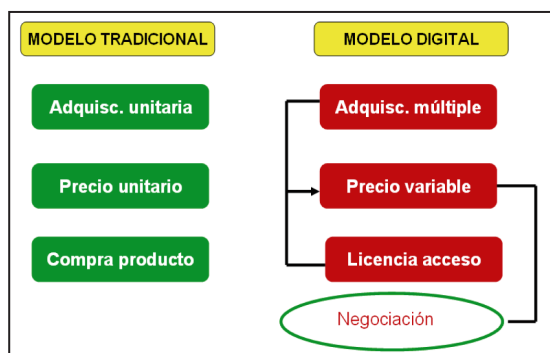 MODELO TRADICIONAL
MODELO DIGITAL
Adquisc. unitaria
Adquisc. múltiple
Precio unitario
Precio variable
Compra producto
Licencia acceso
Negociación